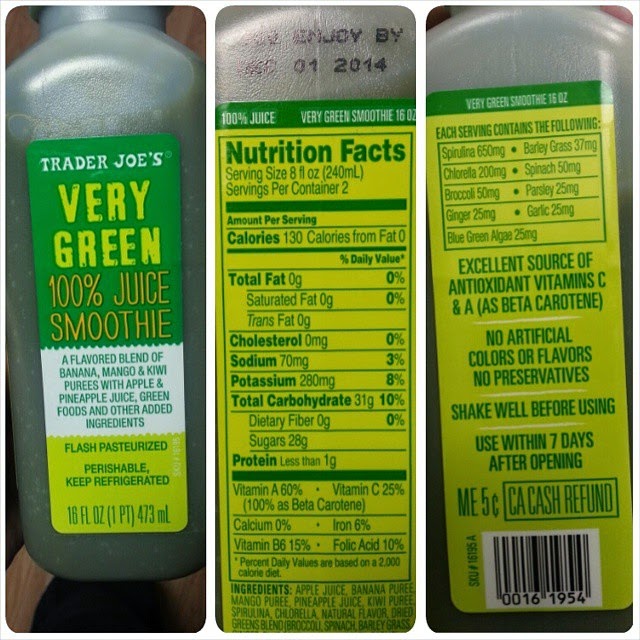 TRADER JOE'S
VERY
GREEN
100% JUICE
SMOOTHIE
A FLAVORED BLEND OF
BANANA, MANGO & KIWI
PUREES WITH APPLE &
PINEAPPLE JUICE, GREEN
FOODS AND OTHER ADDED
INGREDIENTS
FLASH PASTEURIZED
PERISHABLE,
KEEP REFRIGERATED
16 FL OZ (1 PT) 473 mL
ENJOY BY
01 2014
100% JUICE VERY GREEN SMOOTHIE 16 OZ
Nutrition Facts
Serving Size 8 fl oz (240mL)
Servings Per Container 2
Amount Per Serving
Calories 130 Calories from Fat 0
% Daily Value*
Total Fat 0g 0%
Saturated Fat 0g 0%
Trans Fat 0g
Cholesterol 0mg 0%
Sodium 70mg 3%
Potassium 280mg 8%
Total Carbohydrate 31g 10%
Dietary Fiber 0g 0%
Sugars 28g
Protein Less than 1g
Vitamin A 60% • Vitamin C 25%
(100% as Beta Carotene)
Calcium 0% • Iron 6%
Vitamin B6 15% • Folic Acid 10%
* Percent Daily Values are based on a 2,000
calorie diet.
INGREDIENTS: APPLE JUICE, BANANA PUREE,
MANGO PUREE, PINEAPPLE JUICE, KIWI PUREE,
SPIRULINA, CHLORELLA, NATURAL FLAVOR, DRIED
GREENS BLEND (BROCCOLI, SPINACH, BARLEY GRASS
VERY GREEN SMOOTHIE 16 OZ
EACH SERVING CONTAINS THE FOLLOWING:
Spirulina 650mg • Barley Grass 37mg
Chlorella 200mg • Spinach 50mg
Broccoli 50mg • Parsley 25mg
Ginger 25mg • Garlic 25mg
Blue Green Algae 25mg
EXCELLENT SOURCE OF
ANTIOXIDANT VITAMINS C
& A (AS BETA CAROTENE)
NO ARTIFICIAL
COLORS OR FLAVORS
NO PRESERVATIVES
SHAKE WELL BEFORE USING
USE WITHIN 7 DAYS
AFTER OPENING
ME 5¢ CA CASH REFUND
SKU# 16195 A
0016 1954